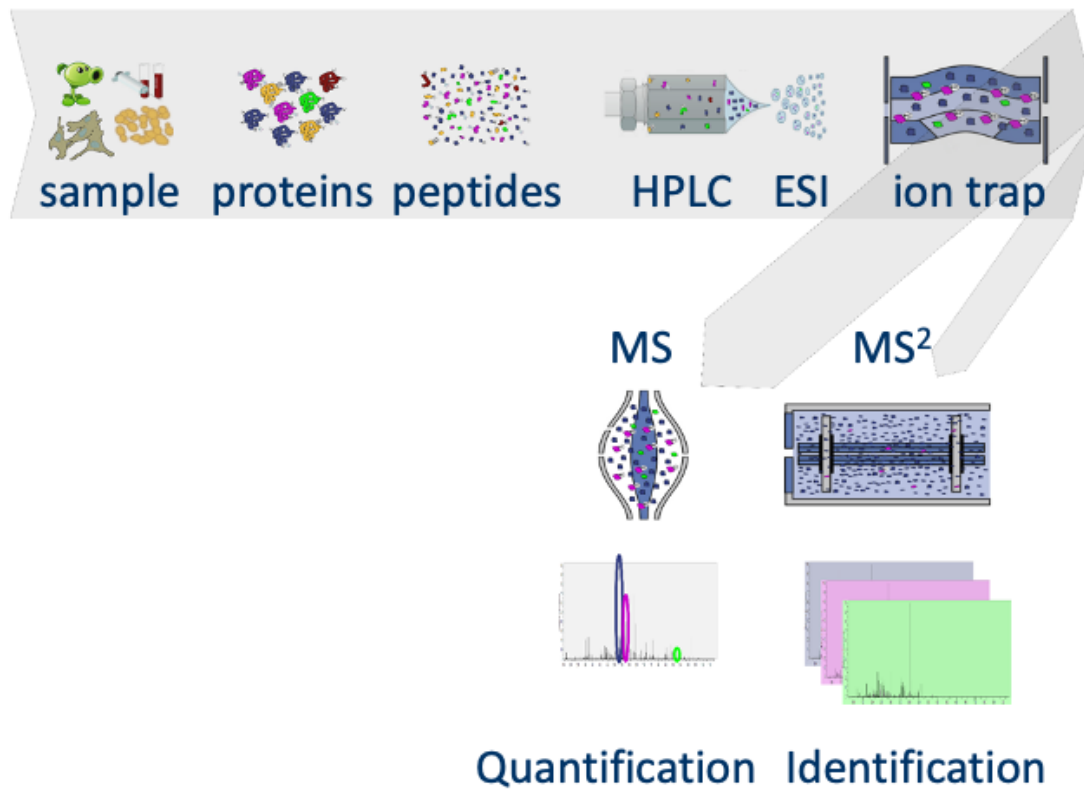 sample proteins peptides HPLC ESI ion trap
MS MS²
Quantification Identification